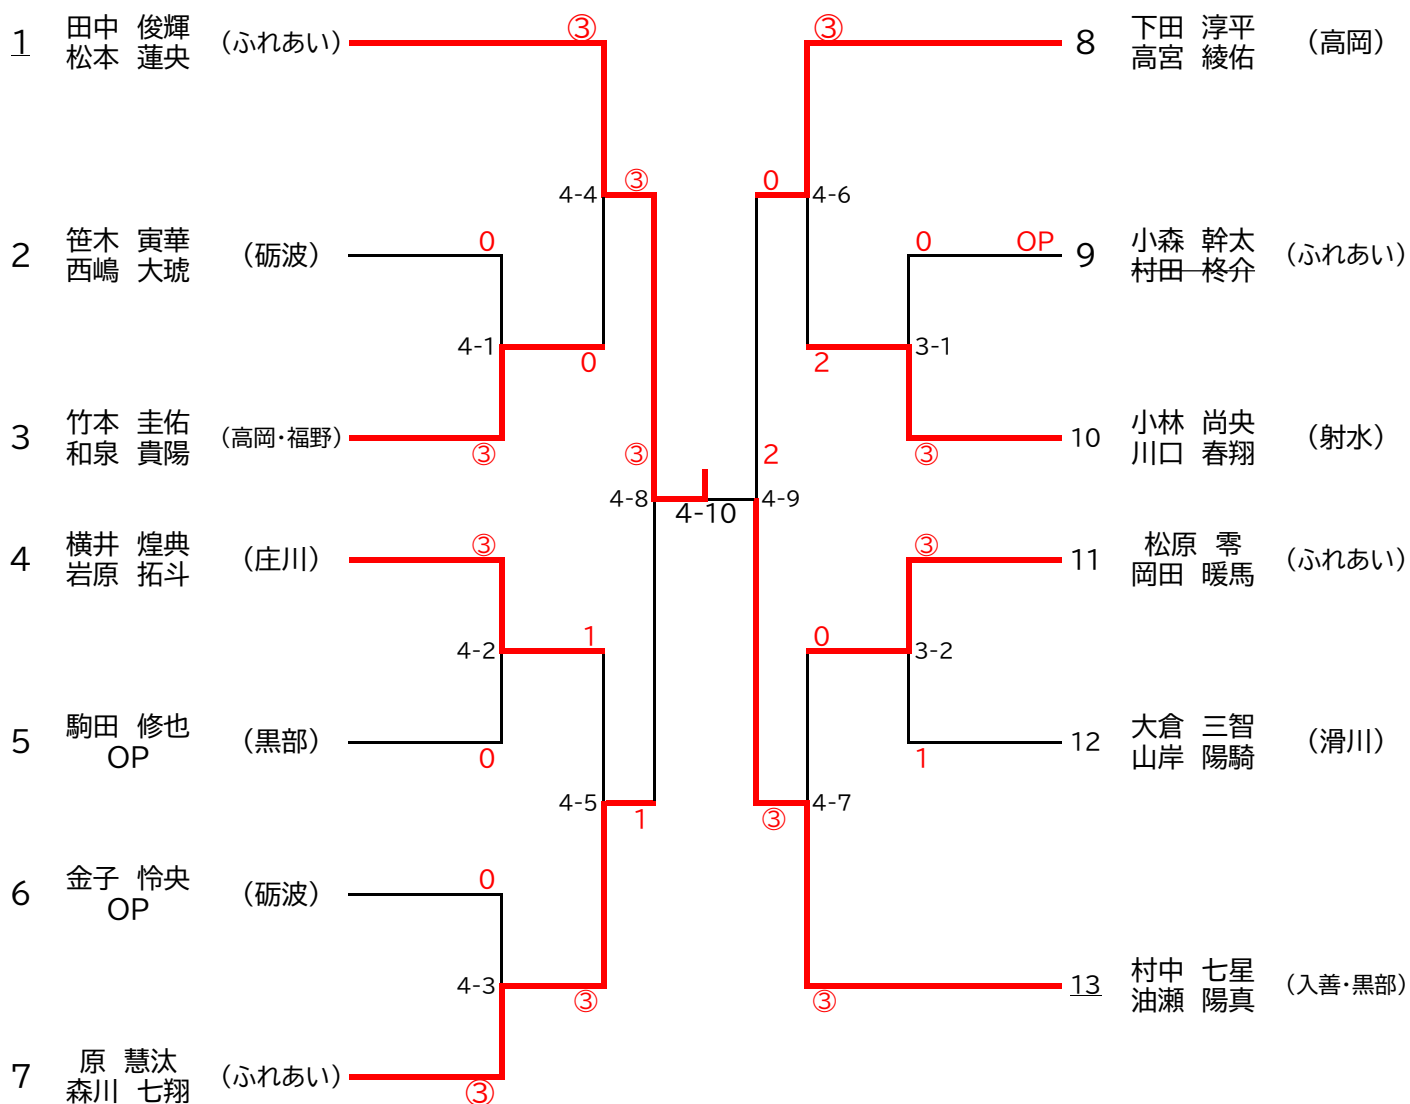 1 田中 俊輝 (ふれあい) ③
松本 蓮央
4-4 ③
2 笹木 寅華 (砺波) 0
西嶋 大琥
4-1 0
3 竹本 圭佑 (高岡・福野) ③
和泉 貴陽
③
4-8
4-10
4 横井 煌典 (庄川) ③
岩原 拓斗
4-2 1
5 駒田 修也 (黒部) 0
OP
4-5 1
6 金子 怜央 (砺波) 0
OP
4-3 ③
7 原 慧汰 (ふれあい) ③
森川 七翔
③ 8 下田 淳平 (高岡)
高宮 綾佑
0 4-6
0 OP 9 小森 幹太 (ふれあい)
村田 柊介
2 3-1
③ 10 小林 尚央 (射水)
川口 春翔
2
4-9
③ 11 松原 零 (ふれあい)
岡田 暖馬
0 3-2
1 12 大倉 三智 (滑川)
山岸 陽騎
③ 4-7
③ 13 村中 七星 (入善・黒部)
油瀬 陽真